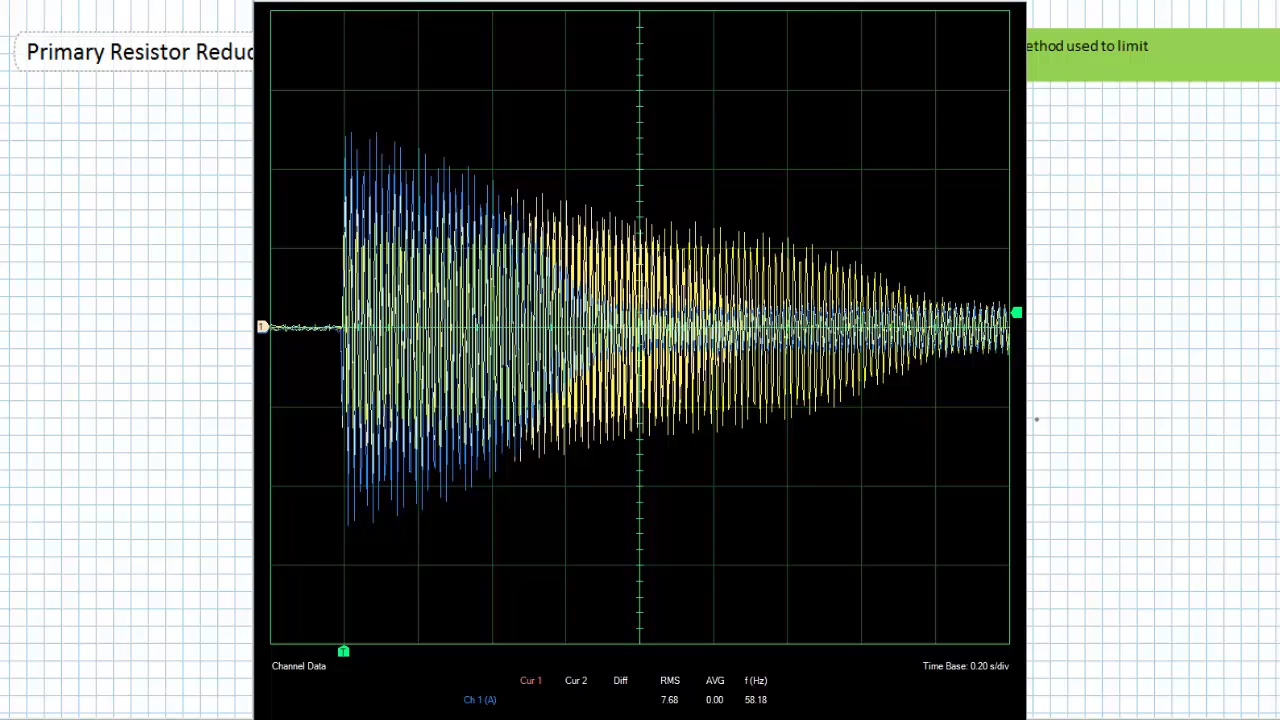 Primary Resistor Reduc
ethod used to limit
1
T
Channel Data
Time Base: 0.20 s/div
Cur 1 Cur 2 Diff RMS AVG f (Hz)
Ch 1 (A) 7.68 0.00 58.18